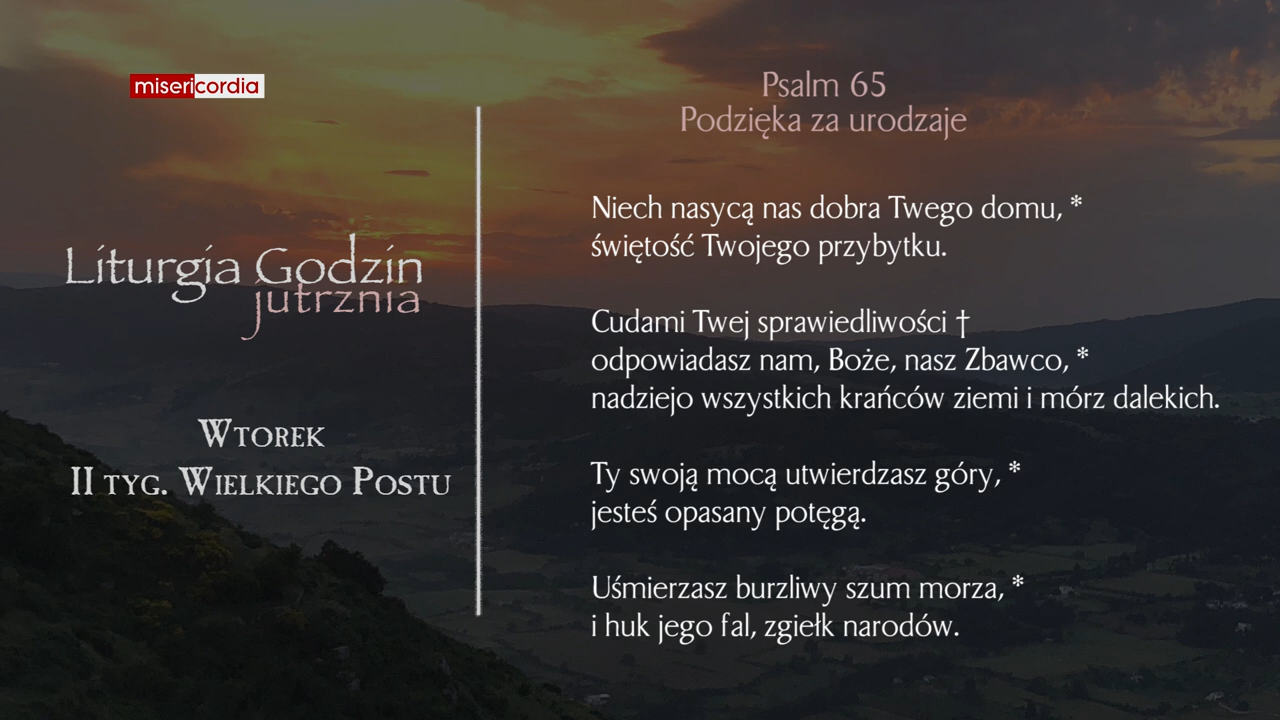 misericordia
Liturgia Godzin
jutrznia
Wtorek
II tyg. Wielkiego Postu
Psalm 65
Podzięka za urodzaje
Niech nasycą nas dobra Twego domu, *
świętość Twojego przybytku.
Cudami Twej sprawiedliwości †
odpowiadasz nam, Boże, nasz Zbawco, *
nadziejo wszystkich krańców ziemi i mórz dalekich.
Ty swoją mocą utwierdzasz góry, *
jesteś opasany potęgą.
Uśmierzasz burzliwy szum morza, *
i huk jego fal, zgiełk narodów.